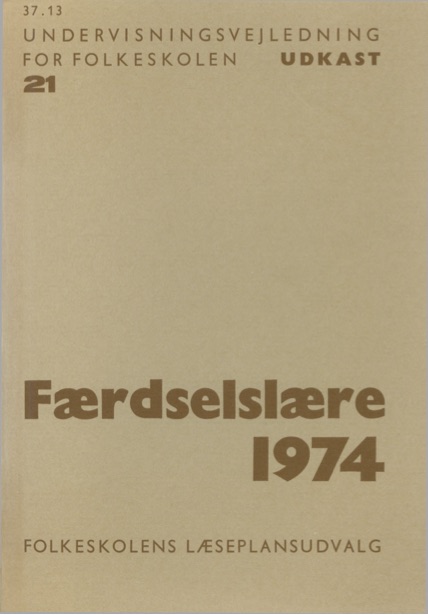 37.13
UNDERVISNINGSVEJLEDNING
FOR FOLKESKOLEN UDKAST
21
Færdselslære
1974
FOLKESKOLENS LÆSEPLANSUDVALG